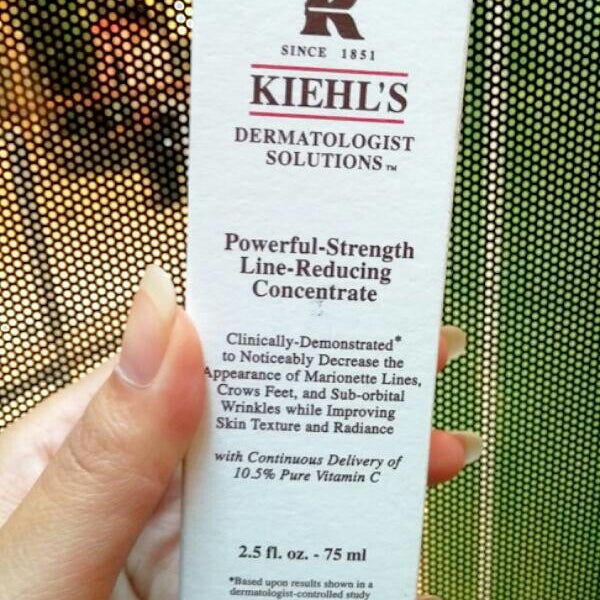 K
SINCE 1851
KIEHL'S
DERMATOLOGIST
SOLUTIONS™
Powerful-Strength
Line-Reducing
Concentrate
Clinically-Demonstrated*
to Noticeably Decrease the
Appearance of Marionette Lines,
Crows Feet, and Sub-orbital
Wrinkles while Improving
Skin Texture and Radiance
with Continuous Delivery of
10.5% Pure Vitamin C
2.5 fl. oz. - 75 ml
*Based upon results shown in a
dermatologist-controlled study